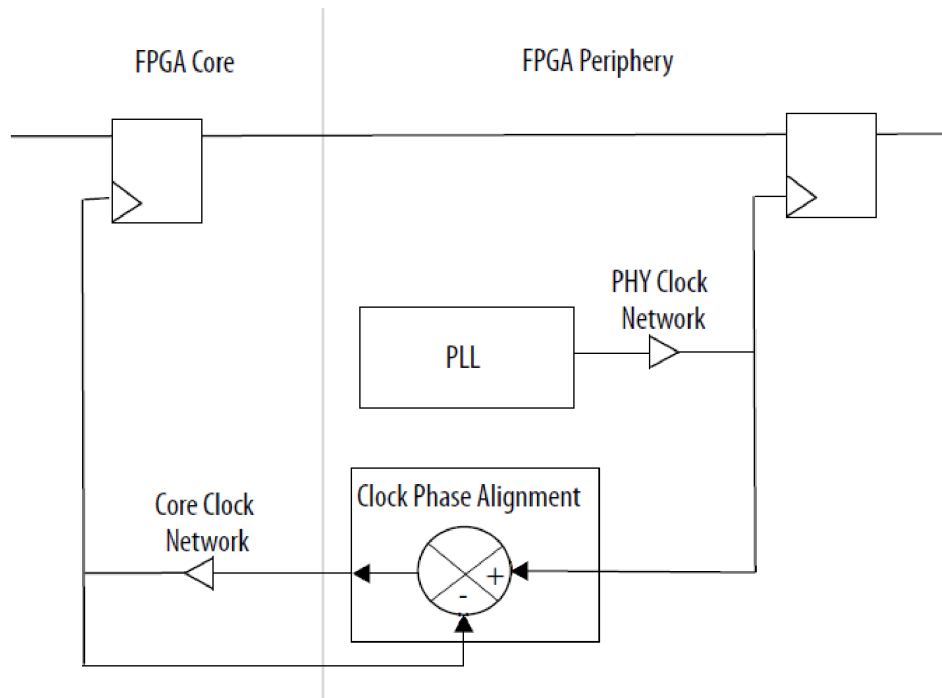 FPGA Core
FPGA Periphery
PHY Clock
Network
PLL
Clock Phase Alignment
Core Clock
Network
+
-